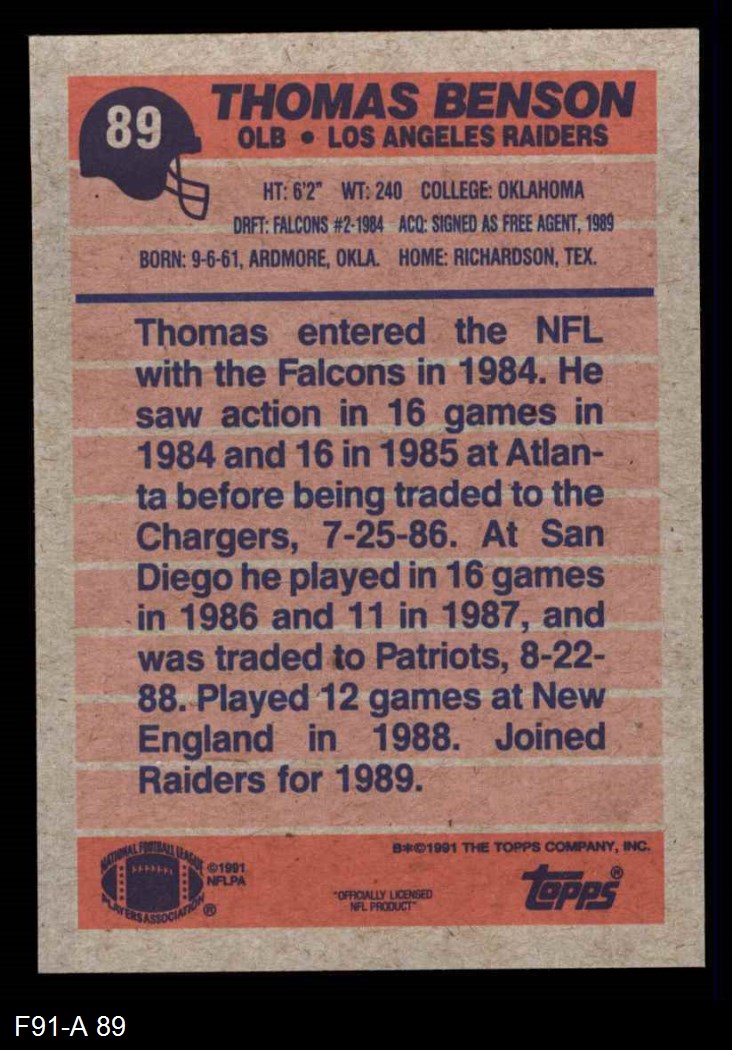 89
THOMAS BENSON
OLB • LOS ANGELES RAIDERS
HT: 6'2" WT: 240 COLLEGE: OKLAHOMA
DRFT: FALCONS #2-1984 ACQ: SIGNED AS FREE AGENT, 1989
BORN: 9-6-61, ARDMORE, OKLA. HOME: RICHARDSON, TEX.
Thomas entered the NFL
with the Falcons in 1984. He
saw action in 16 games in
1984 and 16 in 1985 at Atlan-
ta before being traded to the
Chargers, 7-25-86. At San
Diego he played in 16 games
in 1986 and 11 in 1987, and
was traded to Patriots, 8-22-
88. Played 12 games at New
England in 1988. Joined
Raiders for 1989.
B*©1991 THE TOPPS COMPANY, INC.
NATIONAL FOOTBALL LEAGUE
PLAYERS ASSOCIATION ®
©1991
NFLPA
"OFFICIALLY LICENSED
NFL PRODUCT"
topps®
F91-A 89